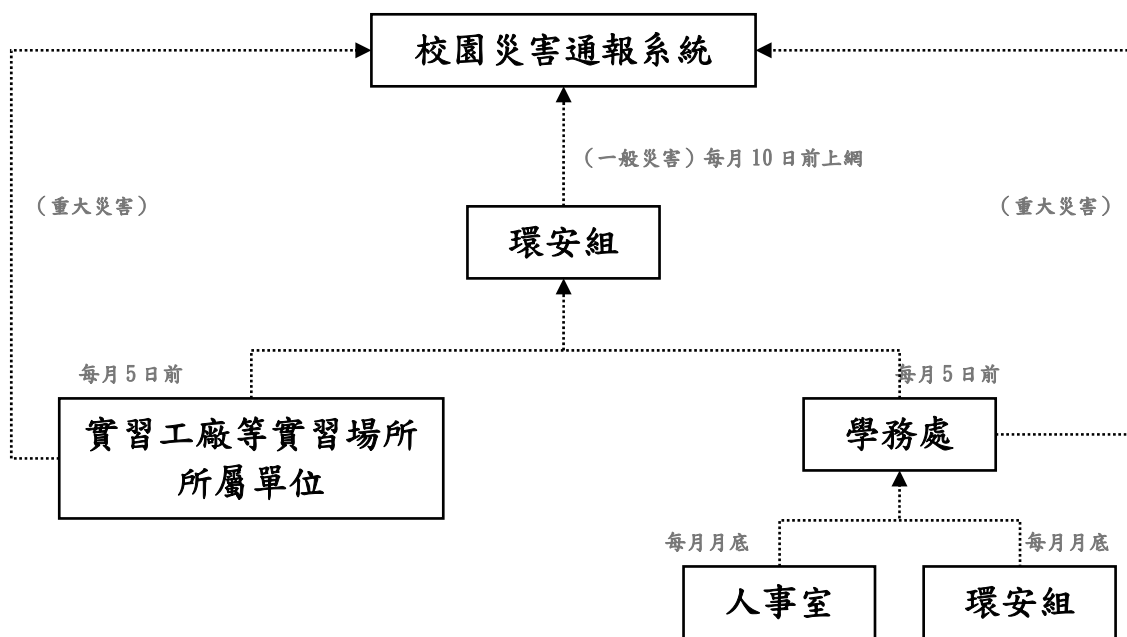 校園災害通報系統
（一般災害）每月10日前上網
（重大災害）
（重大災害）
環安組
每月5日前
每月5日前
實習工廠等實習場所
所屬單位
學務處
每月月底
每月月底
人事室
環安組